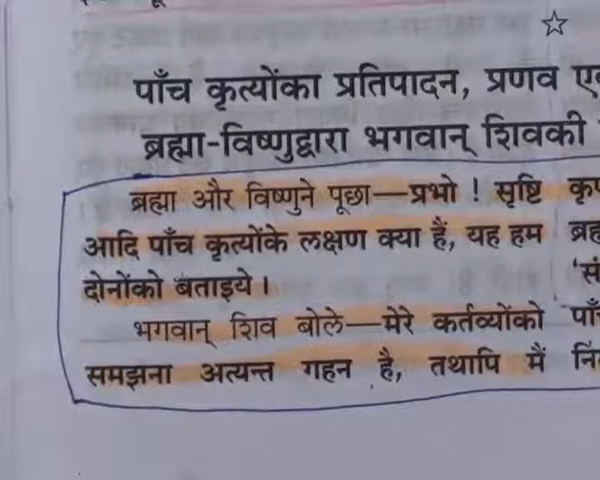 पाँच कृत्योंका प्रतिपादन, प्रणव
ब्रह्मा-विष्णुद्वारा भगवान् शिवकी
ब्रह्मा और विष्णुने पूछा—प्रभो ! सृष्टि
आदि पाँच कृत्योंके लक्षण क्या हैं, यह हम
दोनोंको बताइये।
भगवान् शिव बोले—मेरे कर्तव्योंको
समझना अत्यन्त गहन है, तथापि मैं